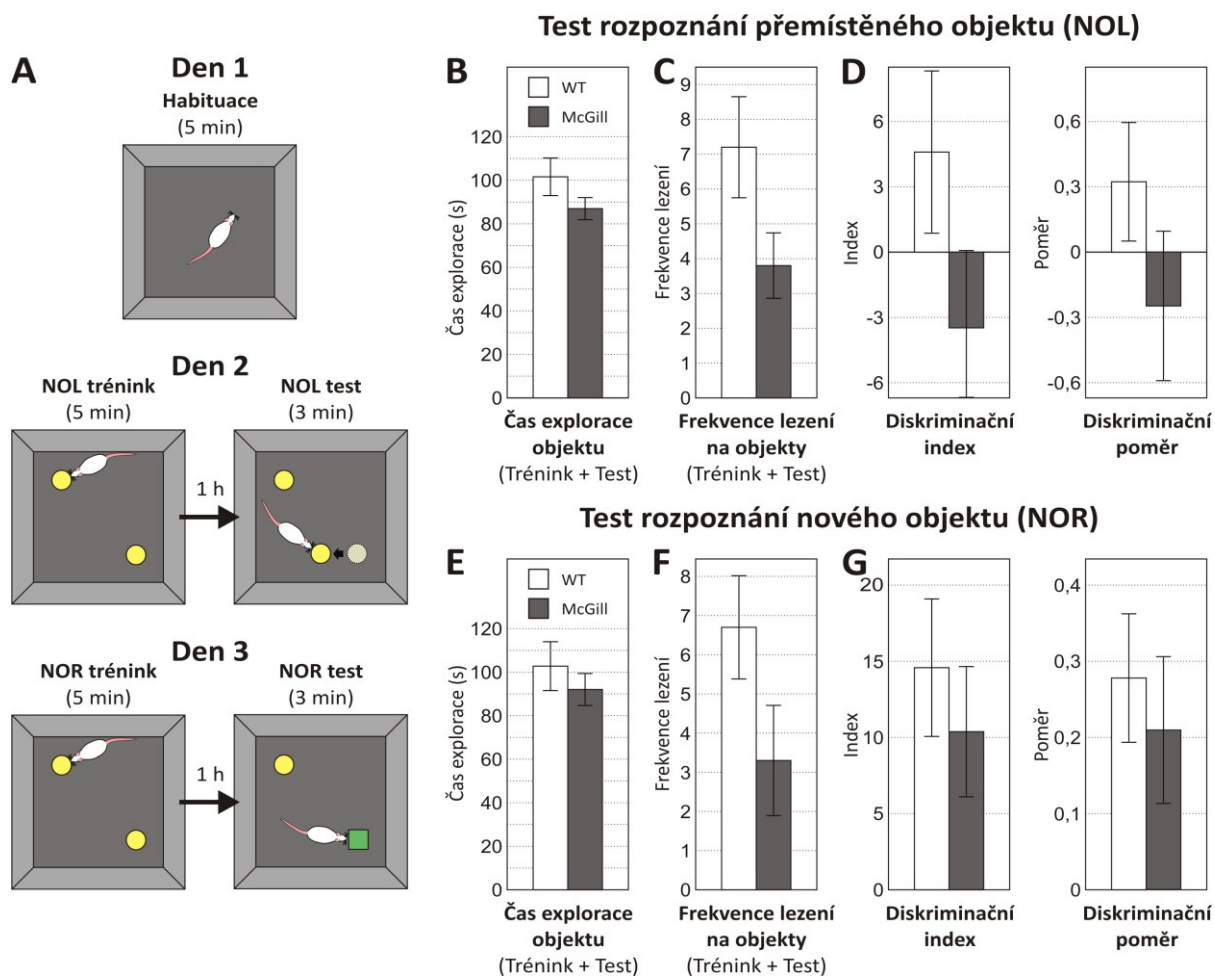 Test rozpoznání přemístěného objektu (NOL)
A
Den 1
Habituace
(5 min)
Den 2
NOL trénink
(5 min)
NOL test
(3 min)
1 h
Den 3
NOR trénink
(5 min)
NOR test
(3 min)
1 h
B
WT
McGill
Čas explorace (s)
120
100
80
60
40
20
0
Čas explorace
objektu
(Trénink + Test)
C
Frekvence lezení
9
8
7
6
5
4
3
2
1
0
Frekvence lezení
na objekty
(Trénink + Test)
D
Index
6
3
0
-3
-6
Diskriminační
index
Poměr
0,6
0,3
0
-0,3
-0,6
Diskriminační
poměr
Test rozpoznání nového objektu (NOR)
E
WT
McGill
Čas explorace (s)
120
100
80
60
40
20
0
Čas explorace
objektu
(Trénink + Test)
F
Frekvence lezení
8
7
6
5
4
3
2
1
0
Frekvence lezení
na objekty
(Trénink + Test)
G
Index
20
15
10
5
0
Diskriminační
index
Poměr
0,4
0,3
0,2
0,1
0
Diskriminační
poměr